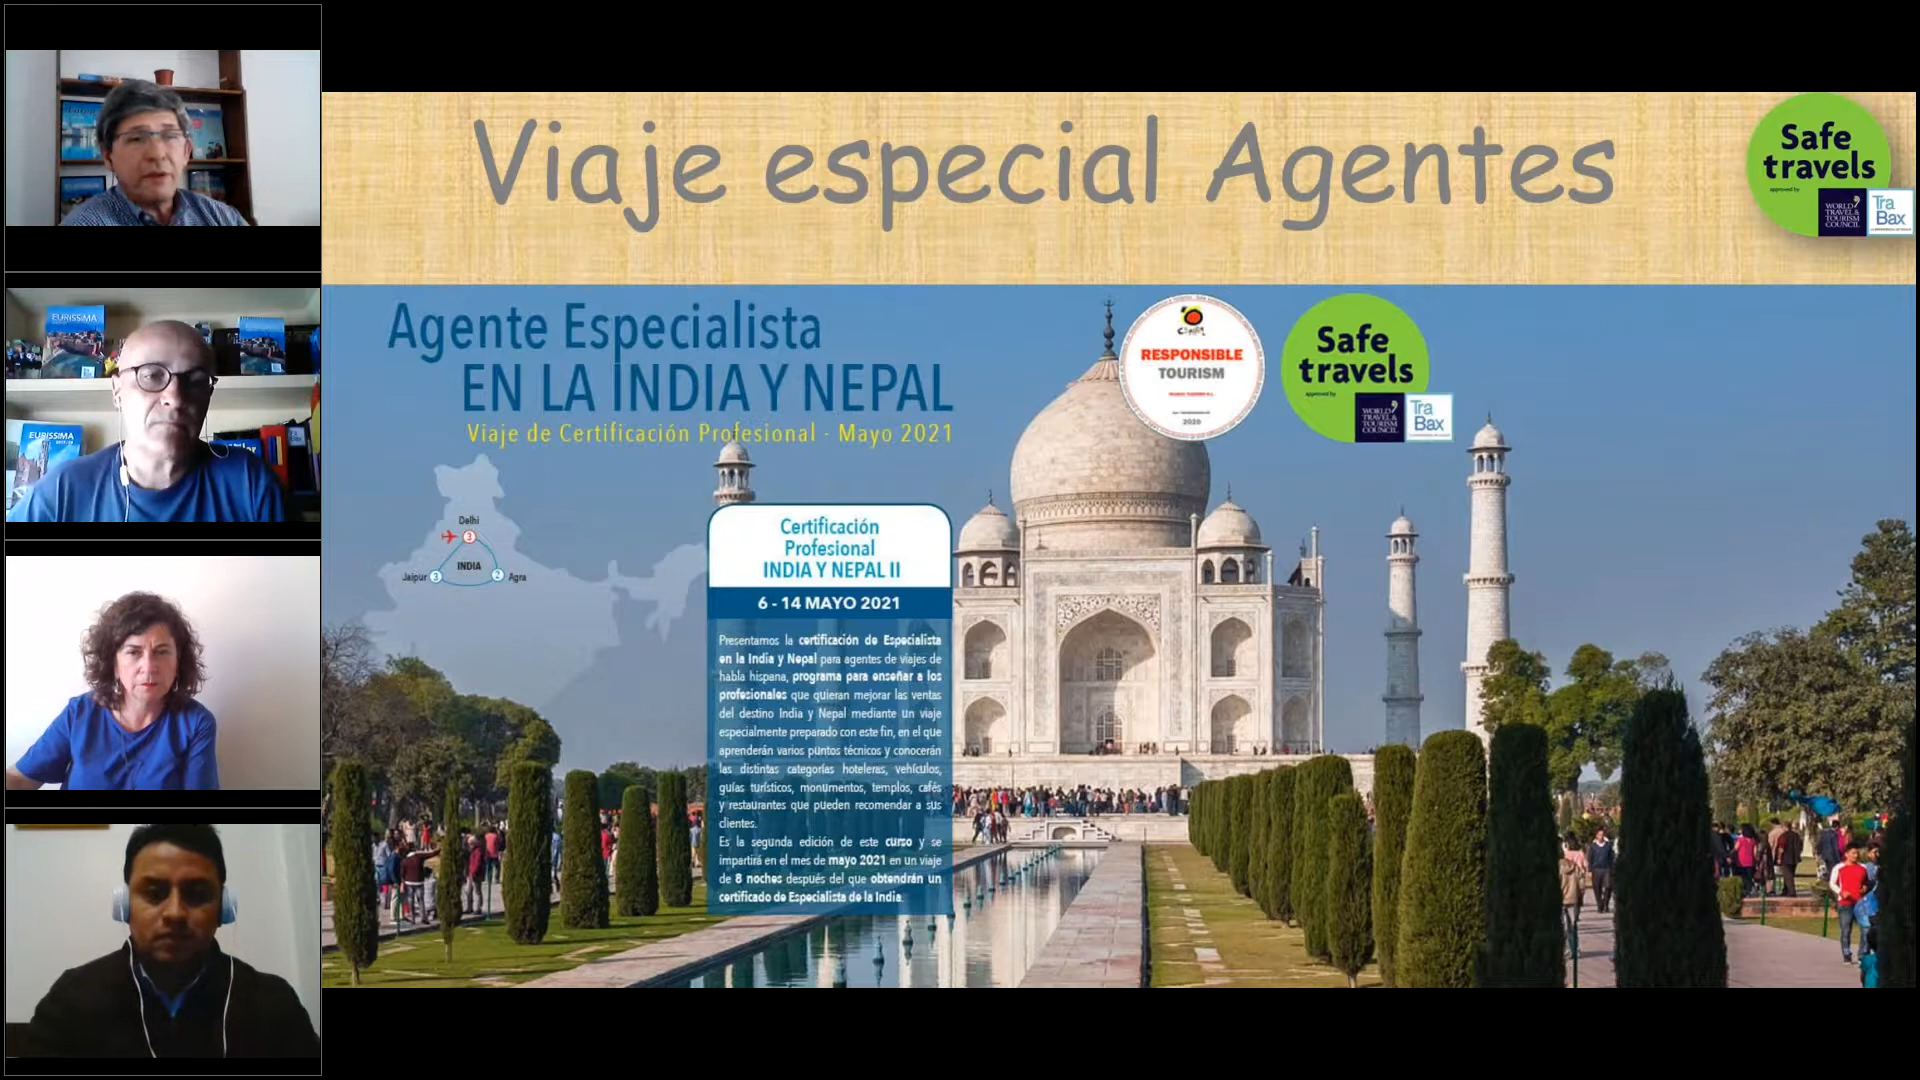 Viaje especial Agentes
Safe
travels
approved by
WORLD
TRAVEL &
TOURISM
COUNCIL
Tra
Bax
Agente Especialista
EN LA INDIA Y NEPAL
Viaje de Certificación Profesional - Mayo 2021
RESPONSIBLE
TOURISM
2020
Safe
travels
approved by
WORLD
TRAVEL &
TOURISM
COUNCIL
Tra
Bax
Delhi
3
INDIA
Jaipur 3
2 Agra
Certificación
Profesional
INDIA Y NEPAL II
6 - 14 MAYO 2021
Presentamos la certificación de Especialista
en la India y Nepal para agentes de viajes de
habla hispana, programa para enseñar a los
profesionales que quieran mejorar las ventas
del destino India y Nepal mediante un viaje
especialmente preparado con este fin, en el que
aprenderán varios puntos técnicos y conocerán
las distintas categorías hoteleras, vehículos,
guías turísticos, monumentos, templos, cafés
y restaurantes que pueden recomendar a sus
clientes.
Es la segunda edición de este curso y se
impartirá en el mes de mayo 2021 en un viaje
de 8 noches después del que obtendrán un
certificado de Especialista de la India.
EURISSIMA
EURISSIMA